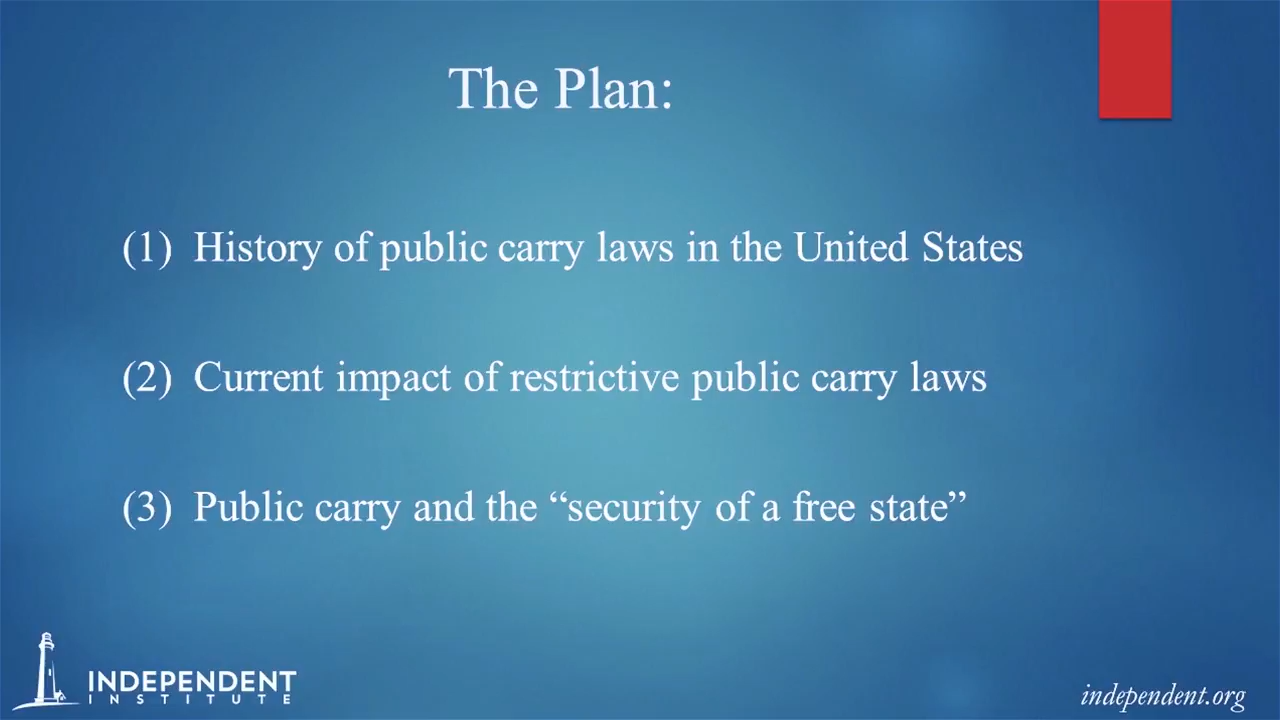 The Plan:
(1) History of public carry laws in the United States
(2) Current impact of restrictive public carry laws
(3) Public carry and the “security of a free state”
INDEPENDENT
INSTITUTE
independent.org